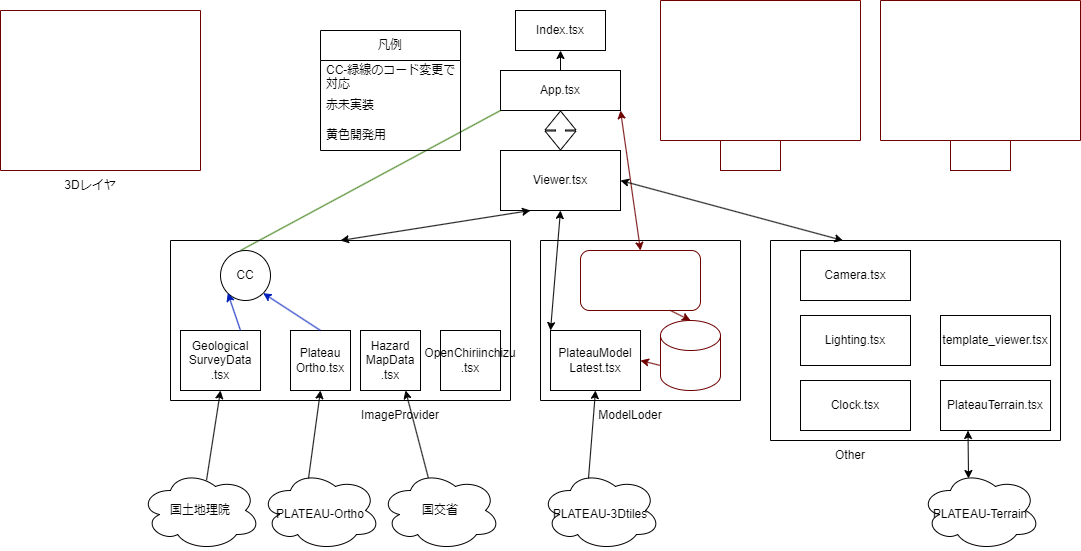 Index.tsx
凡例
CC-緑線のコード変更で
対応
赤未実装
黄色開発用
App.tsx
3Dレイヤ
Viewer.tsx
CC
Geological
SurveyData
.tsx
Plateau
Ortho.tsx
Hazard
MapData
.tsx
OpenChiriinchizu
.tsx
ImageProvider
PlateauModel
Latest.tsx
ModelLoder
Camera.tsx
Lighting.tsx
template_viewer.tsx
Clock.tsx
PlateauTerrain.tsx
Other
国土地理院
PLATEAU-Ortho
国交省
PLATEAU-3Dtiles
PLATEAU-Terrain